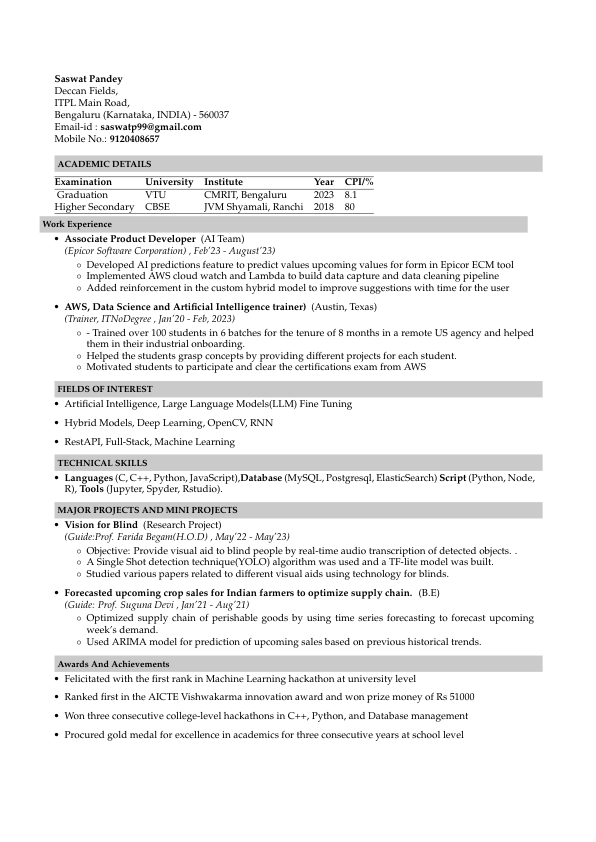 Saswat Pandey
Deccan Fields,
ITPL Main Road,
Bengaluru (Karnataka, INDIA) - 560037
Email-id : saswatp99@gmail.com
Mobile No.: 9120408657
ACADEMIC DETAILS
Examination University Institute Year CPI/%
Graduation VTU CMRIT, Bengaluru 2023 8.1
Higher Secondary CBSE JVM Shyamali, Ranchi 2018 80
Work Experience
• Associate Product Developer (AI Team)
(Epicor Software Corporation) , Feb'23 - August'23)
◦ Developed AI predictions feature to predict values upcoming values for form in Epicor ECM tool
◦ Implemented AWS cloud watch and Lambda to build data capture and data cleaning pipeline
◦ Added reinforcement in the custom hybrid model to improve suggestions with time for the user
• AWS, Data Science and Artificial Intelligence trainer) (Austin, Texas)
(Trainer, ITNoDegree , Jan'20 - Feb, 2023)
◦ - Trained over 100 students in 6 batches for the tenure of 8 months in a remote US agency and helped
them in their industrial onboarding.
◦ Helped the students grasp concepts by providing different projects for each student.
◦ Motivated students to participate and clear the certifications exam from AWS
FIELDS OF INTEREST
• Artificial Intelligence, Large Language Models(LLM) Fine Tuning
• Hybrid Models, Deep Learning, OpenCV, RNN
• RestAPI, Full-Stack, Machine Learning
TECHNICAL SKILLS
• Languages (C, C++, Python, JavaScript),Database (MySQL, Postgresql, ElasticSearch) Script (Python, Node,
R), Tools (Jupyter, Spyder, Rstudio).
MAJOR PROJECTS AND MINI PROJECTS
• Vision for Blind (Research Project)
(Guide:Prof. Farida Begam(H.O.D) , May'22 - May'23)
◦ Objective: Provide visual aid to blind people by real-time audio transcription of detected objects. .
◦ A Single Shot detection technique(YOLO) algorithm was used and a TF-lite model was built.
◦ Studied various papers related to different visual aids using technology for blinds.
• Forecasted upcoming crop sales for Indian farmers to optimize supply chain. (B.E)
(Guide: Prof. Suguna Devi , Jan'21 - Aug'21)
◦ Optimized supply chain of perishable goods by using time series forecasting to forecast upcoming
week's demand.
◦ Used ARIMA model for prediction of upcoming sales based on previous historical trends.
Awards And Achievements
• Felicitated with the first rank in Machine Learning hackathon at university level
• Ranked first in the AICTE Vishwakarma innovation award and won prize money of Rs 51000
• Won three consecutive college-level hackathons in C++, Python, and Database management
• Procured gold medal for excellence in academics for three consecutive years at school level